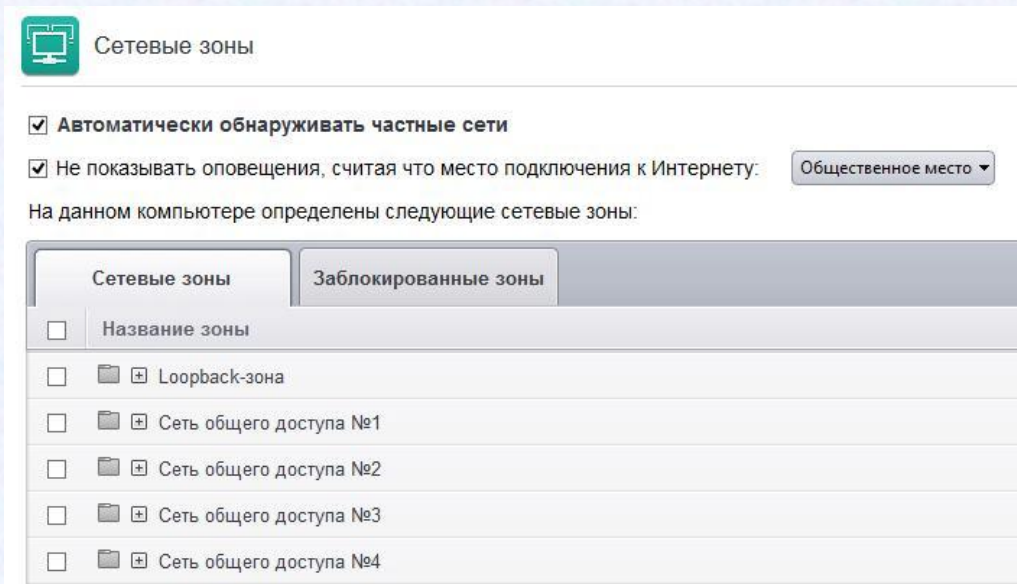 Сетевые зоны
Автоматически обнаруживать частные сети
Не показывать оповещения, считая что место подключения к Интернету: Общественное место
На данном компьютере определены следующие сетевые зоны:
Сетевые зоны Заблокированные зоны
Название зоны
Loopback-зона
Сеть общего доступа №1
Сеть общего доступа №2
Сеть общего доступа №3
Сеть общего доступа №4